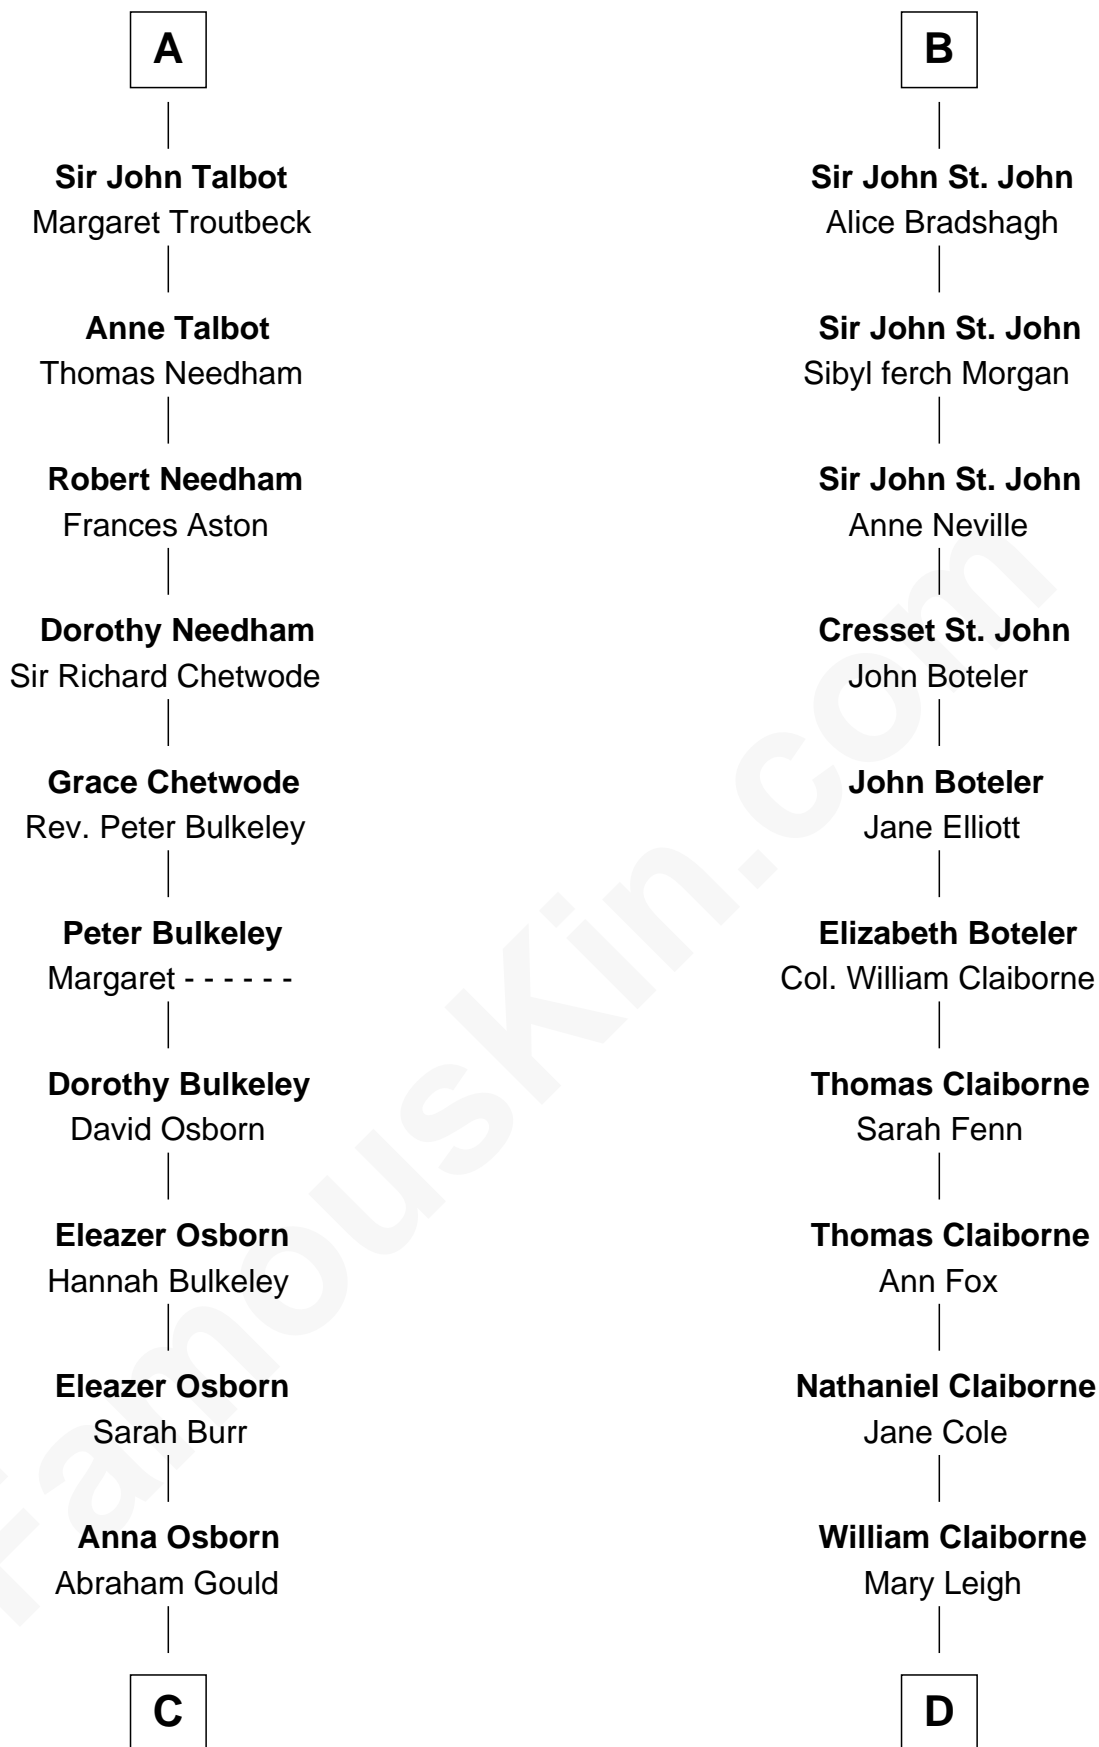 A
Sir John Talbot
Margaret Troutbeck
Anne Talbot
Thomas Needham
Robert Needham
Frances Aston
Dorothy Needham
Sir Richard Chetwode
Grace Chetwode
Rev. Peter Bulkeley
Peter Bulkeley
Margaret - - - - - -
Dorothy Bulkeley
David Osborn
Eleazer Osborn
Hannah Bulkeley
Eleazer Osborn
Sarah Burr
Anna Osborn
Abraham Gould
C
B
Sir John St. John
Alice Bradshagh
Sir John St. John
Sibyl ferch Morgan
Sir John St. John
Anne Neville
Cresset St. John
John Boteler
John Boteler
Jane Elliott
Elizabeth Boteler
Col. William Claiborne
Thomas Claiborne
Sarah Fenn
Thomas Claiborne
Ann Fox
Nathaniel Claiborne
Jane Cole
William Claiborne
Mary Leigh
D
FamousKin.com